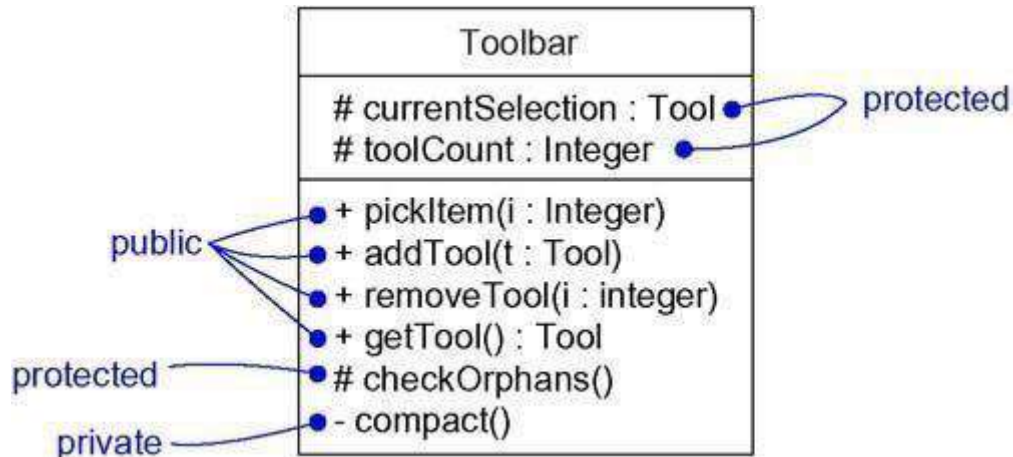 Toolbar
# currentSelection : Tool
protected
# toolCount : Integer
+ pickItem(i : Integer)
public
+ addTool(t : Tool)
+ removeTool(i : integer)
+ getTool() : Tool
protected
# checkOrphans()
- compact()
private